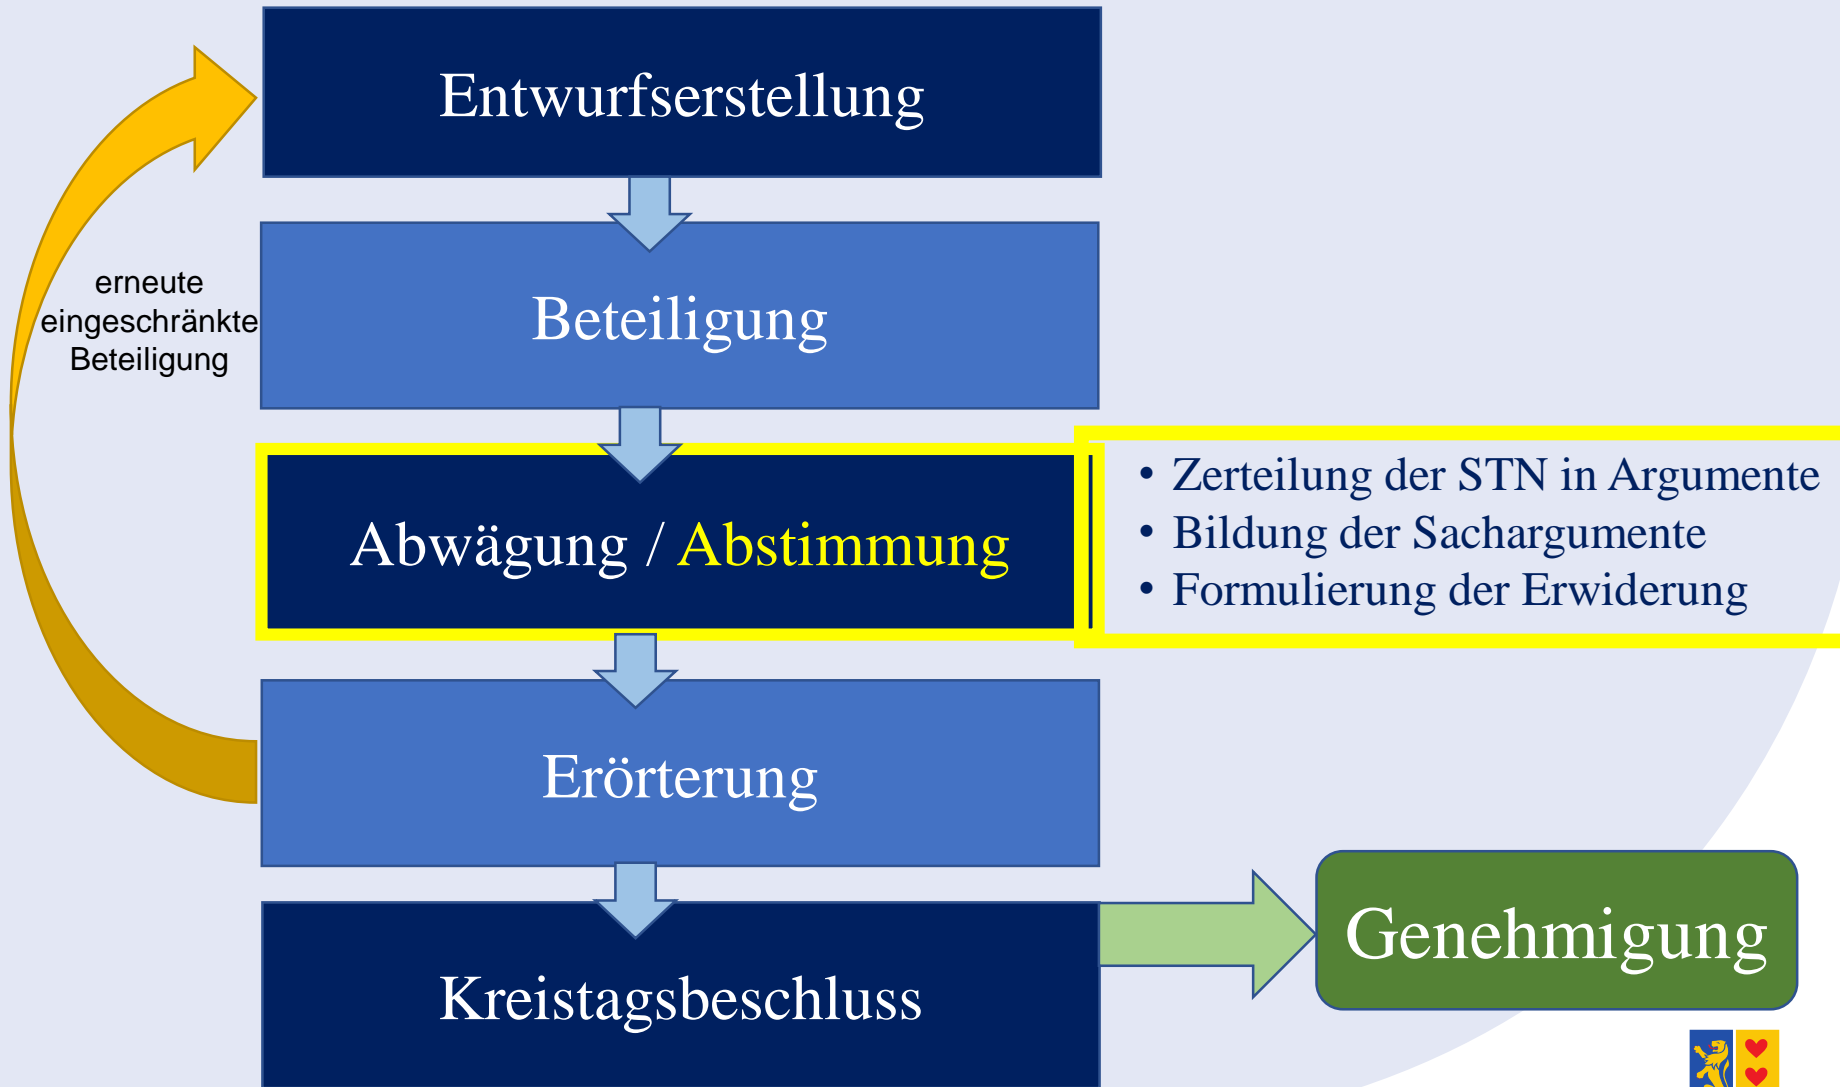 Entwurfserstellung
erneute
eingeschränkte
Beteiligung
Beteiligung
Abwägung / Abstimmung
• Zerteilung der STN in Argumente
• Bildung der Sachargumente
• Formulierung der Erwiderung
Erörterung
Genehmigung
Kreistagsbeschluss